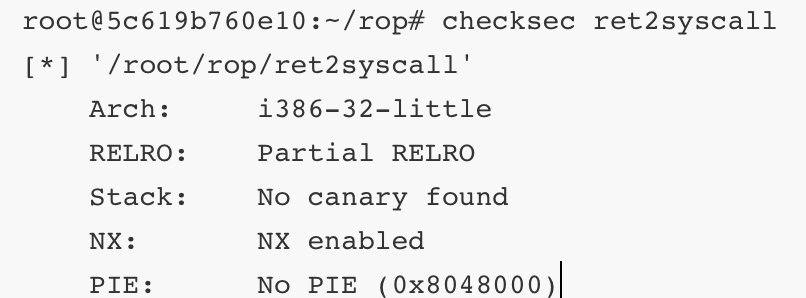 root@5c619b760e10:~/rop# checksec ret2syscall
[*] '/root/rop/ret2syscall'
    Arch:     i386-32-little
    RELRO:    Partial RELRO
    Stack:    No canary found
    NX:       NX enabled
    PIE:      No PIE (0x8048000)